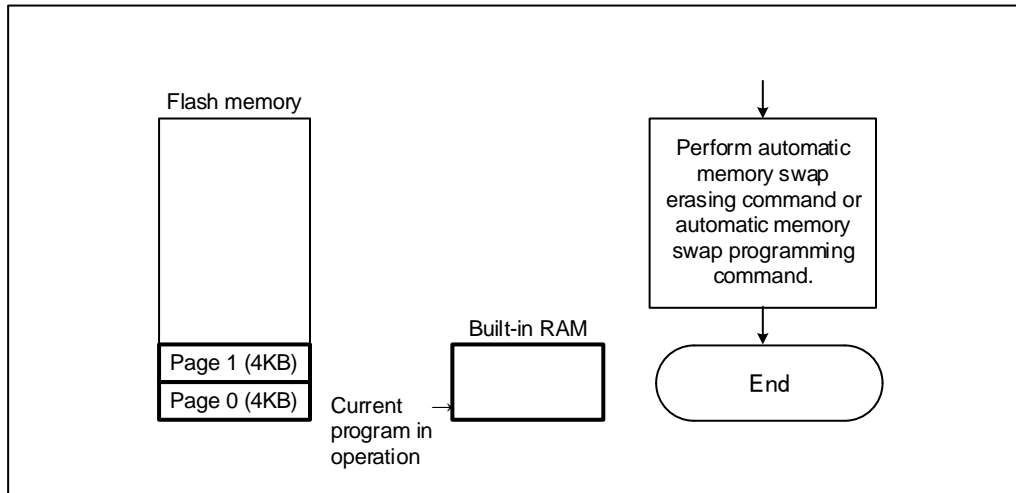 Flash memory
Page 1 (4KB)
Page 0 (4KB)
Current
program in
operation
Built-in RAM
Perform automatic
memory swap
erasing command or
automatic memory
swap programming
command.
End